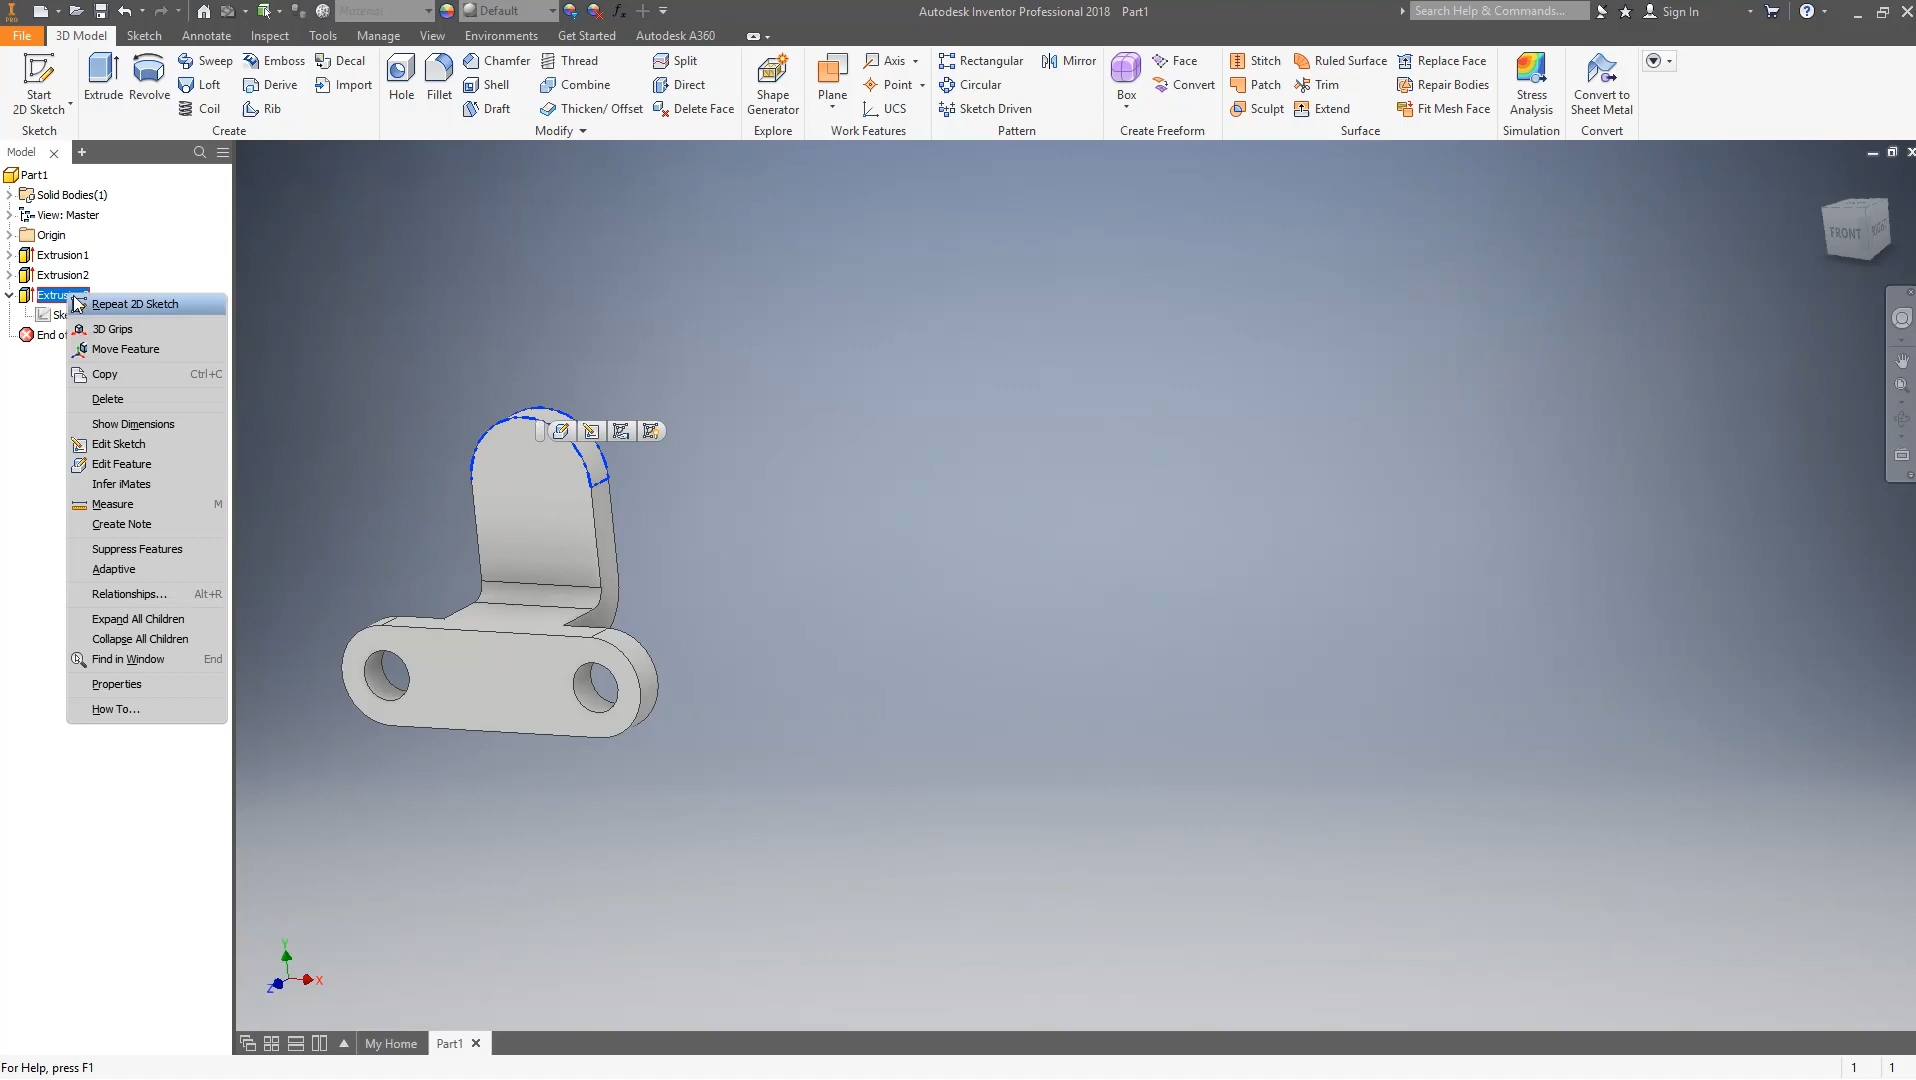 PRO
Material
Default
Autodesk Inventor Professional 2018 Part1
Search Help & Commands...
Sign In
File
3D Model
Sketch
Annotate
Inspect
Tools
Manage
View
Environments
Get Started
Autodesk A360
Start
2D Sketch
Sketch
Extrude
Revolve
Sweep
Loft
Coil
Emboss
Derive
Rib
Decal
Import
Create
Hole
Fillet
Chamfer
Shell
Draft
Thread
Combine
Thicken/ Offset
Split
Direct
Delete Face
Modify
Shape
Generator
Explore
Plane
Axis
Point
UCS
Work Features
Rectangular
Circular
Sketch Driven
Mirror
Pattern
Box
Face
Convert
Create Freeform
Stitch
Patch
Sculpt
Ruled Surface
Trim
Extend
Replace Face
Repair Bodies
Fit Mesh Face
Surface
Stress
Analysis
Simulation
Convert to
Sheet Metal
Convert
Model
Part1
Solid Bodies(1)
View: Master
Origin
Extrusion1
Extrusion2
Extrus
Ske
End of
Repeat 2D Sketch
3D Grips
Move Feature
Copy Ctrl+C
Delete
Show Dimensions
Edit Sketch
Edit Feature
Infer iMates
Measure M
Create Note
Suppress Features
Adaptive
Relationships... Alt+R
Expand All Children
Collapse All Children
Find in Window End
Properties
How To...
FRONT
RIGHT
Y
X
Z
My Home
Part1
For Help, press F1
1 1